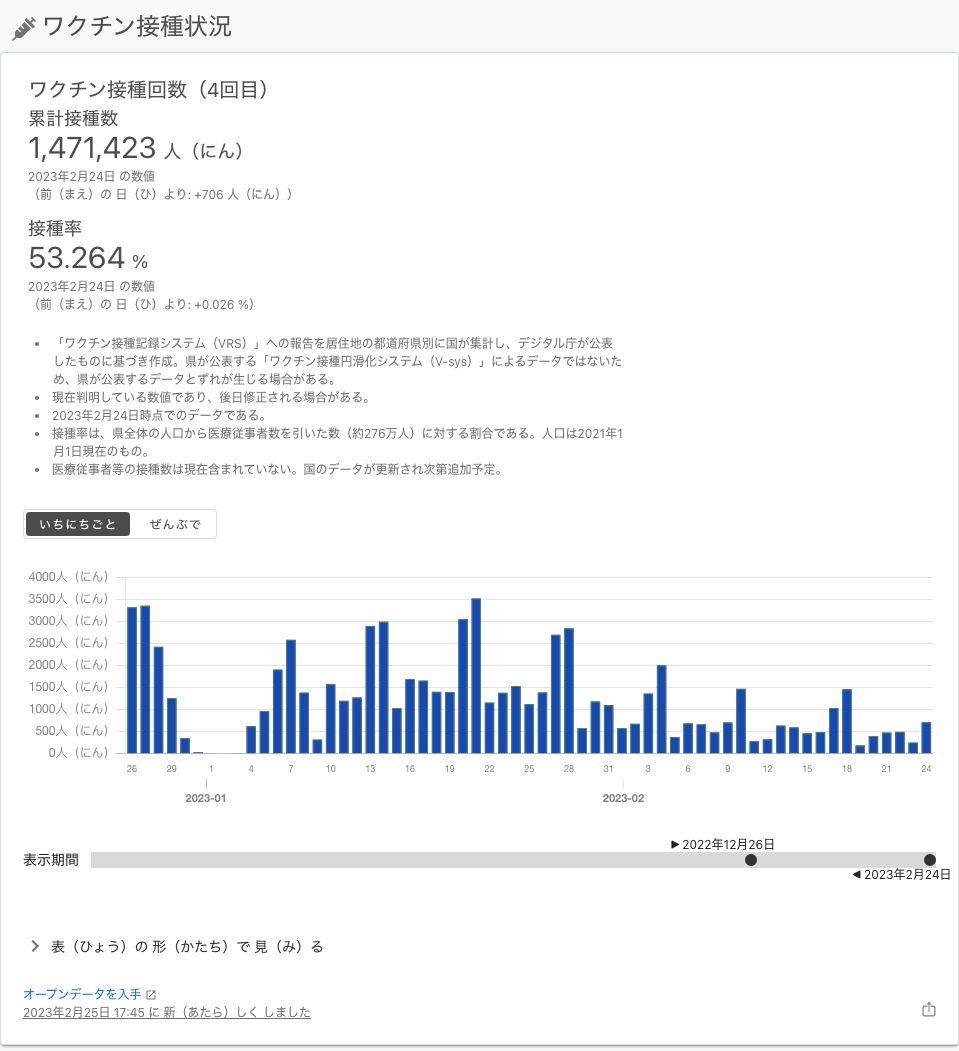 ワクチン接種状況
ワクチン接種回数（4回目）
累計接種数
1,471,423 人（にん）
2023年2月24日 の数値
（前（まえ）の 日（ひ）より: +706 人（にん））
接種率
53.264 %
2023年2月24日 の数値
（前（まえ）の 日（ひ）より: +0.026 %）
• 「ワクチン接種記録システム（VRS）」への報告を居住地の都道府県別に国が集計し、デジタル庁が公表
したものに基づき作成。県が公表する「ワクチン接種円滑化システム（V-sys）」によるデータではないた
め、県が公表するデータとずれが生じる場合がある。
• 現在判明している数値であり、後日修正される場合がある。
• 2023年2月24日時点でのデータである。
• 接種率は、県全体の人口から医療従事者数を引いた数（約276万人）に対する割合である。人口は2021年1
月1日現在のもの。
• 医療従事者等の接種数は現在含まれていない。国のデータが更新され次第追加予定。
いちにちごと ぜんぶで
4000人（にん）
3500人（にん）
3000人（にん）
2500人（にん）
2000人（にん）
1500人（にん）
1000人（にん）
500人（にん）
0人（にん）
26 29 1 4 7 10 13 16 19 22 25 28 31 3 6 9 12 15 18 21 24
2023-01 2023-02
▶ 2022年12月26日
表示期間
◀ 2023年2月24日
表（ひょう）の 形（かたち）で 見（み）る
オープンデータを入手
2023年2月25日 17:45 に 新（あたら）しく しました